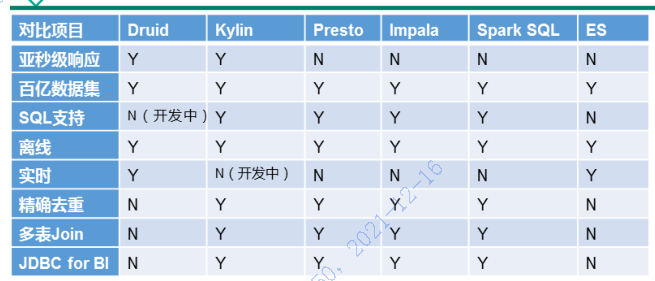 对比项目 Druid Kylin Presto Impala Spark SQL ES
亚秒级响应 Y Y N N N N
百亿数据集 Y Y Y Y Y Y
SQL支持 N（开发中） Y Y Y Y N
离线 Y Y Y Y Y Y
实时 Y N（开发中） N N N Y
精确去重 N Y Y Y Y N
多表Join N Y Y Y Y N
JDBC for BI N Y Y Y Y N
2021-12-16